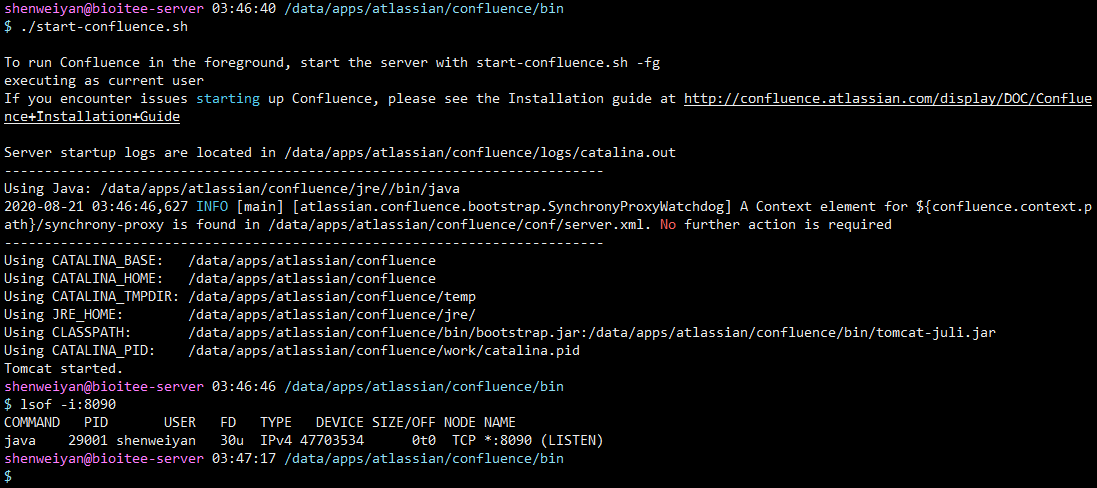 shenweiyan@bioitee-server 03:46:40 /data/apps/atlassian/confluence/bin
$ ./start-confluence.sh
To run Confluence in the foreground, start the server with start-confluence.sh -fg
executing as current user
If you encounter issues starting up Confluence, please see the Installation guide at http://confluence.atlassian.com/display/DOC/Conflue
nce+Installation+Guide
Server startup logs are located in /data/apps/atlassian/confluence/logs/catalina.out
---------------------------------------------------------------------------
Using Java: /data/apps/atlassian/confluence/jre//bin/java
2020-08-21 03:46:46,627 INFO [main] [atlassian.confluence.bootstrap.SynchronyProxyWatchdog] A Context element for ${confluence.context.p
ath}/synchrony-proxy is found in /data/apps/atlassian/confluence/conf/server.xml. No further action is required
---------------------------------------------------------------------------
Using CATALINA_BASE:   /data/apps/atlassian/confluence
Using CATALINA_HOME:   /data/apps/atlassian/confluence
Using CATALINA_TMPDIR: /data/apps/atlassian/confluence/temp
Using JRE_HOME:        /data/apps/atlassian/confluence/jre/
Using CLASSPATH:       /data/apps/atlassian/confluence/bin/bootstrap.jar:/data/apps/atlassian/confluence/bin/tomcat-juli.jar
Using CATALINA_PID:    /data/apps/atlassian/confluence/work/catalina.pid
Tomcat started.
shenweiyan@bioitee-server 03:46:46 /data/apps/atlassian/confluence/bin
$ lsof -i:8090
COMMAND   PID       USER   FD   TYPE   DEVICE SIZE/OFF NODE NAME
java    29001 shenweiyan   30u  IPv4 47703534      0t0  TCP *:8090 (LISTEN)
shenweiyan@bioitee-server 03:47:17 /data/apps/atlassian/confluence/bin
$